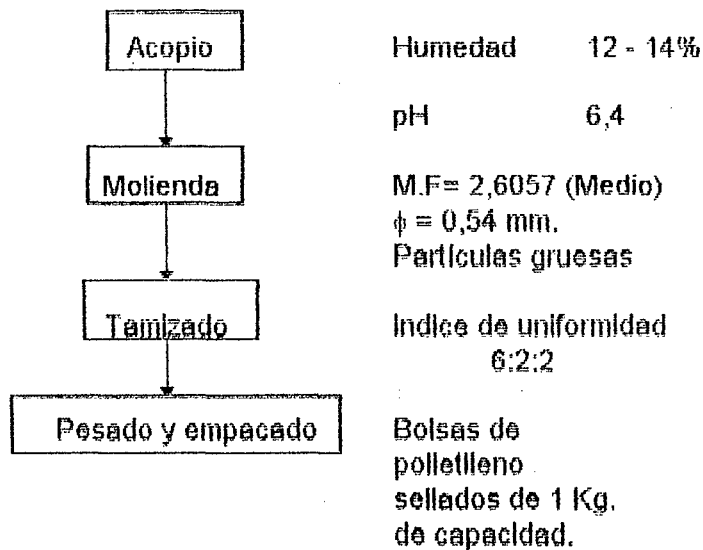 Acopio
Humedad 12 - 14%
pH 6,4
Molienda
M.F= 2,6057 (Medio)
ϕ = 0,54 mm.
Partículas gruesas
Tamizado
Indice de uniformidad
6:2:2
Pesado y empacado
Bolsas de
polietileno
sellados de 1 Kg.
de capacidad.